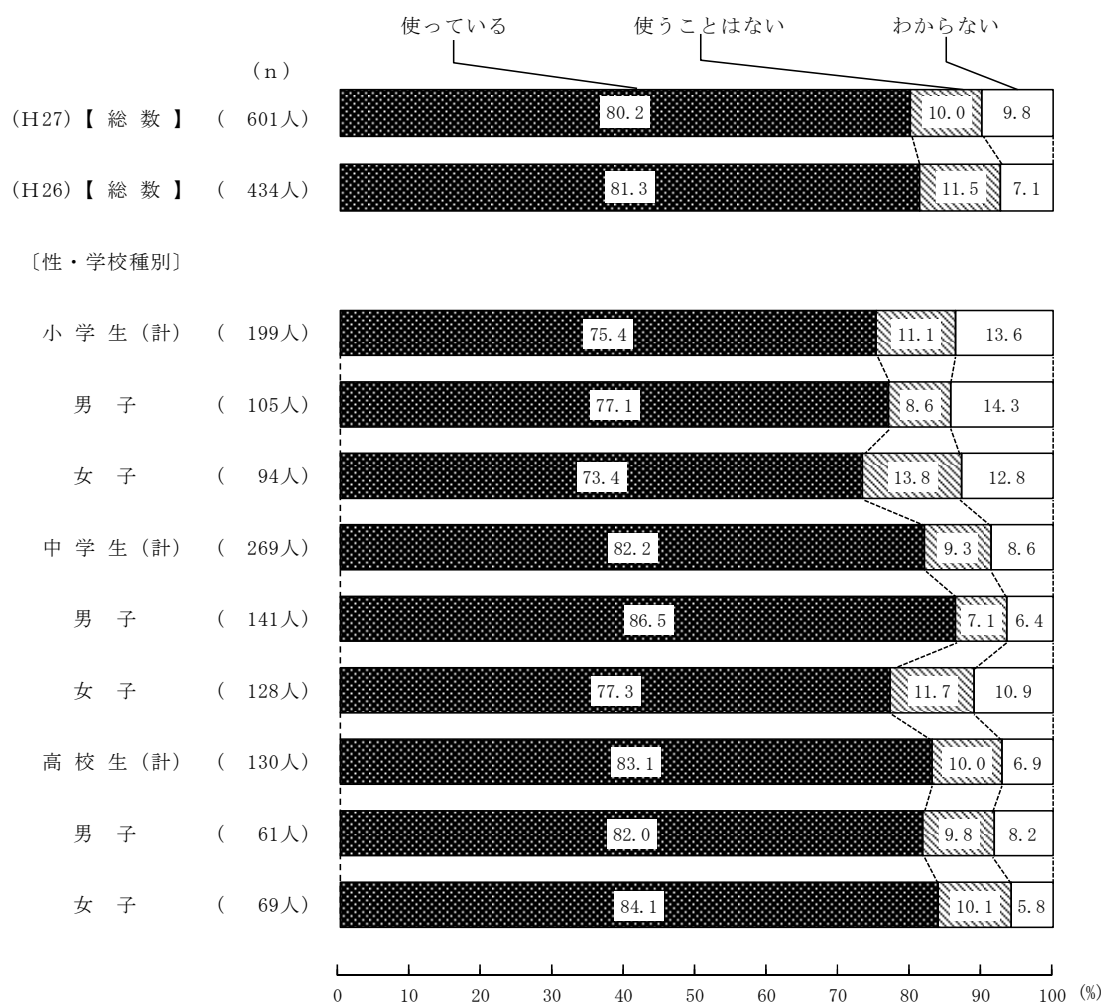 使っている 使うことはない わからない
(n)
(H27)【 総 数 】 ( 601人) 80.2 10.0 9.8
(H26)【 総 数 】 ( 434人) 81.3 11.5 7.1
〔性・学校種別〕
小 学 生 (計) ( 199人) 75.4 11.1 13.6
男 子 ( 105人) 77.1 8.6 14.3
女 子 ( 94人) 73.4 13.8 12.8
中 学 生 (計) ( 269人) 82.2 9.3 8.6
男 子 ( 141人) 86.5 7.1 6.4
女 子 ( 128人) 77.3 11.7 10.9
高 校 生 (計) ( 130人) 83.1 10.0 6.9
男 子 ( 61人) 82.0 9.8 8.2
女 子 ( 69人) 84.1 10.1 5.8
0 10 20 30 40 50 60 70 80 90 100 (%)